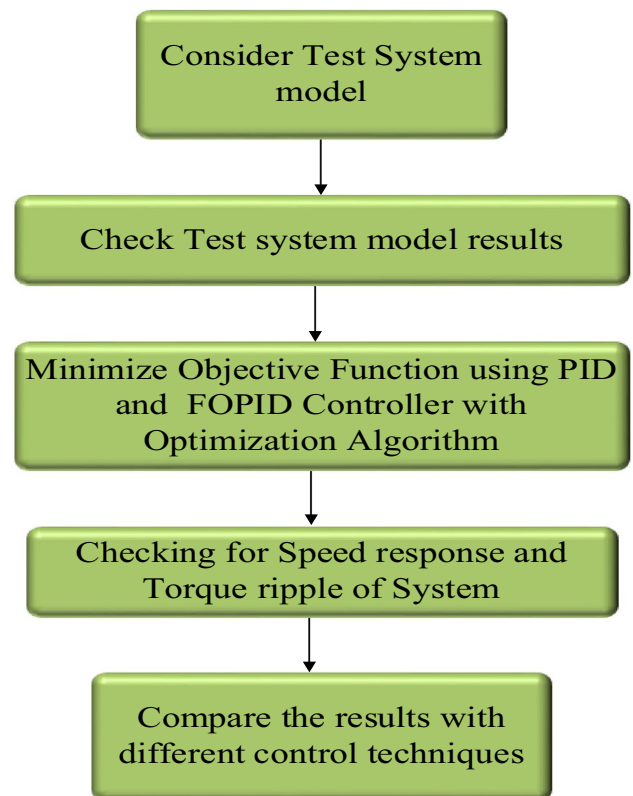 Consider Test System
model
Check Test system model results
Minimize Objective Function using PID
and FOPID Controller with
Optimization Algorithm
Checking for Speed response and
Torque ripple of System
Compare the results with
different control techniques